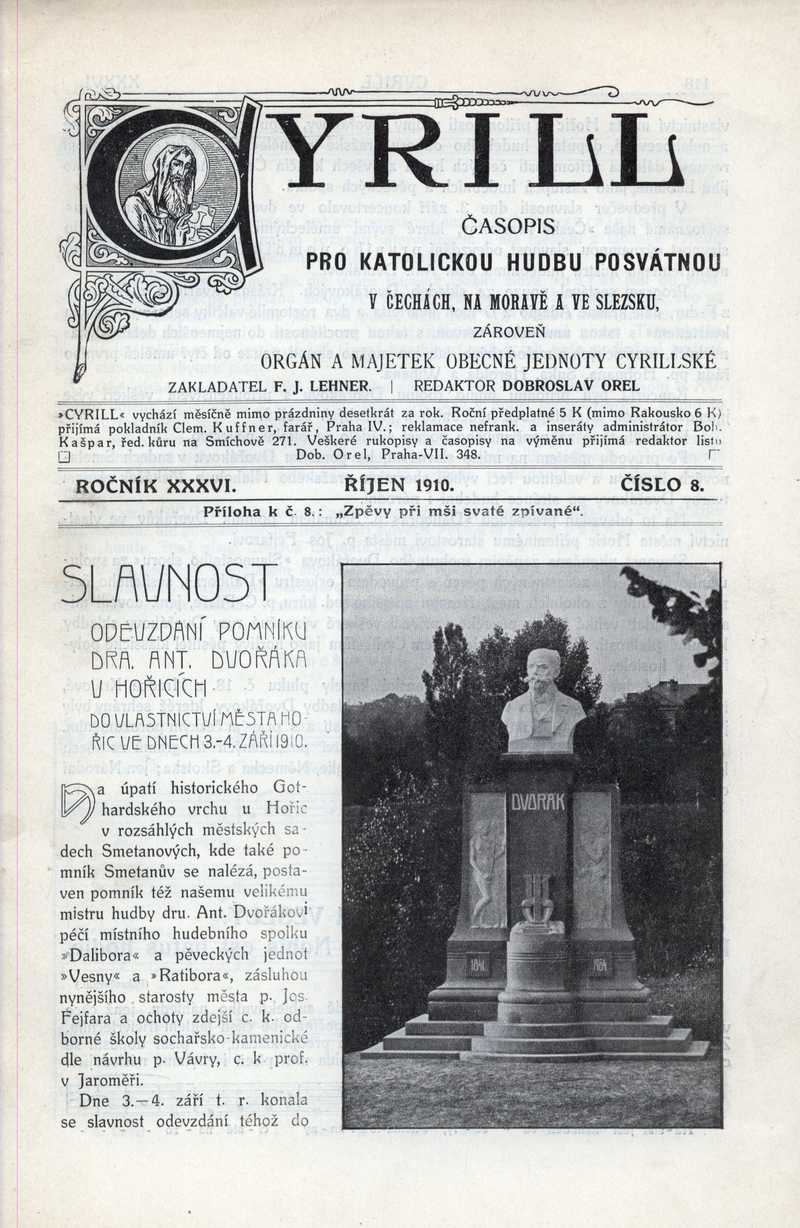 CYRILL
ČASOPIS
PRO KATOLICKOU HUDBU POSVÁTNOU
V ČECHÁCH, NA MORAVĚ A VE SLEZSKU,
ZÁROVEŇ
ORGÁN A MAJETEK OBECNÉ JEDNOTY CYRILLSKÉ
ZAKLADATEL F. J. LEHNER. | REDAKTOR DOBROSLAV OREL
»CYRILL« vychází měsíčně mimo prázdniny desetkrát za rok. Roční předplatné 5 K (mimo Rakousko 6 K)
přijímá pokladník Clem. Kuffner, farář, Praha IV.; reklamace nefrank. a inseráty administrátor Boh.
Kašpar, řed. kůru na Smíchově 271. Veškeré rukopisy a časopisy na výměnu přijímá redaktor listu
Dob. Orel, Praha-VII. 348.
ROČNÍK XXXVI. ŘÍJEN 1910. ČÍSLO 8.
Příloha k č. 8.: „Zpěvy při mši svaté zpívané“.
SLAVNOST
ODEVZDÁNÍ POMNÍKU
DRA. ANT. DVOŘÁKA
V HOŘICÍCH
DO VLASTNICTVÍ MĚSTA HO-
ŘIC VE DNECH 3.-4. ZÁŘÍ 1910.
Na úpatí historického Got-
hardského vrchu u Hořic
v rozsáhlých městských sa-
dech Smetanových, kde také po-
mník Smetanův se nalézá, posta-
ven pomník též našemu velikému
mistru hudby dru. Ant. Dvořákovi
péčí místního hudebního spolku
»Dalibora« a pěveckých jednot
»Vesny« a »Ratibora«, zásluhou
nynějšího starosty města p. Jos.
Fejfara a ochoty zdejší c. k. od-
borné školy sochařsko-kamenické
dle návrhu p. Vávry, c. k prof.
v Jaroměři.
Dne 3.—4. září t. r. konala
se slavnost odevzdání téhož do
DVOŘÁK
1841
1904